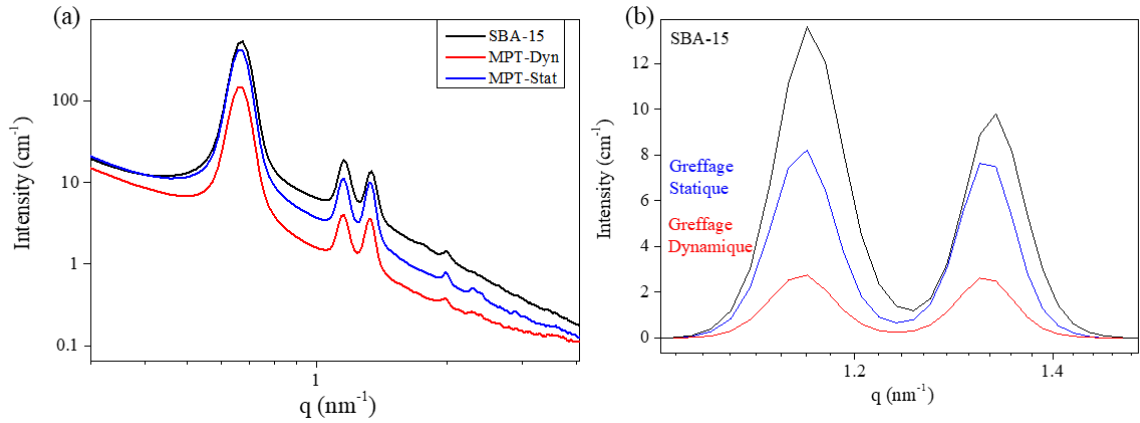 (a)
SBA-15
MPT-Dyn
MPT-Stat
100
10
1
0.1
Intensity (cm-1)
1
q (nm-1)
(b)
SBA-15
Greffage
Statique
Greffage
Dynamique
12
10
8
6
4
2
0
Intensity (cm-1)
1.2
1.4
q (nm-1)